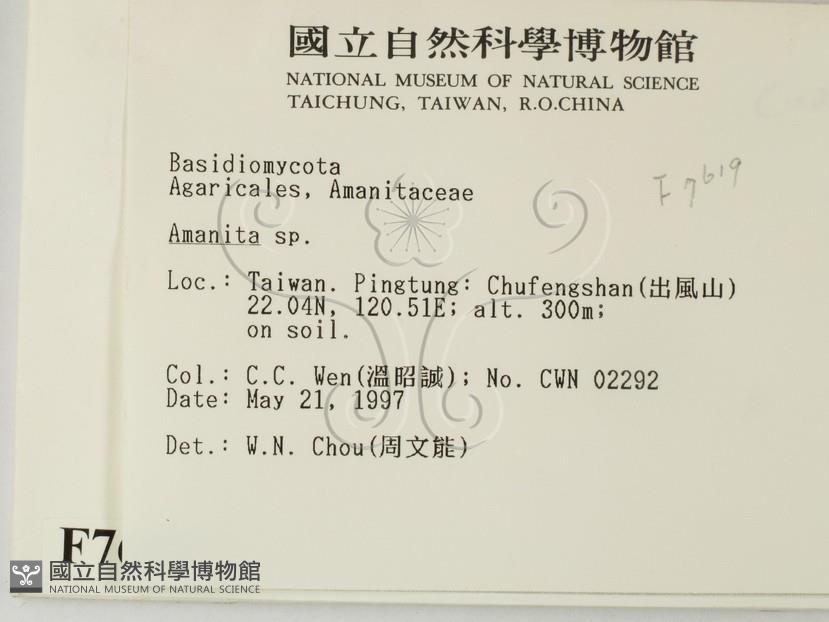 國立自然科學博物館
NATIONAL MUSEUM OF NATURAL SCIENCE
TAICHUNG, TAIWAN, R.O.CHINA
F7619
Basidiomycota
Agaricales, Amanitaceae
Amanita sp.
Loc.: Taiwan. Pingtung: Chufengshan(出風山)
22.04N, 120.51E; alt. 300m;
on soil.
Col.: C.C. Wen(溫昭誠); No. CWN 02292
Date: May 21, 1997
Det.: W.N. Chou(周文能)
國立自然科學博物館
NATIONAL MUSEUM OF NATURAL SCIENCE